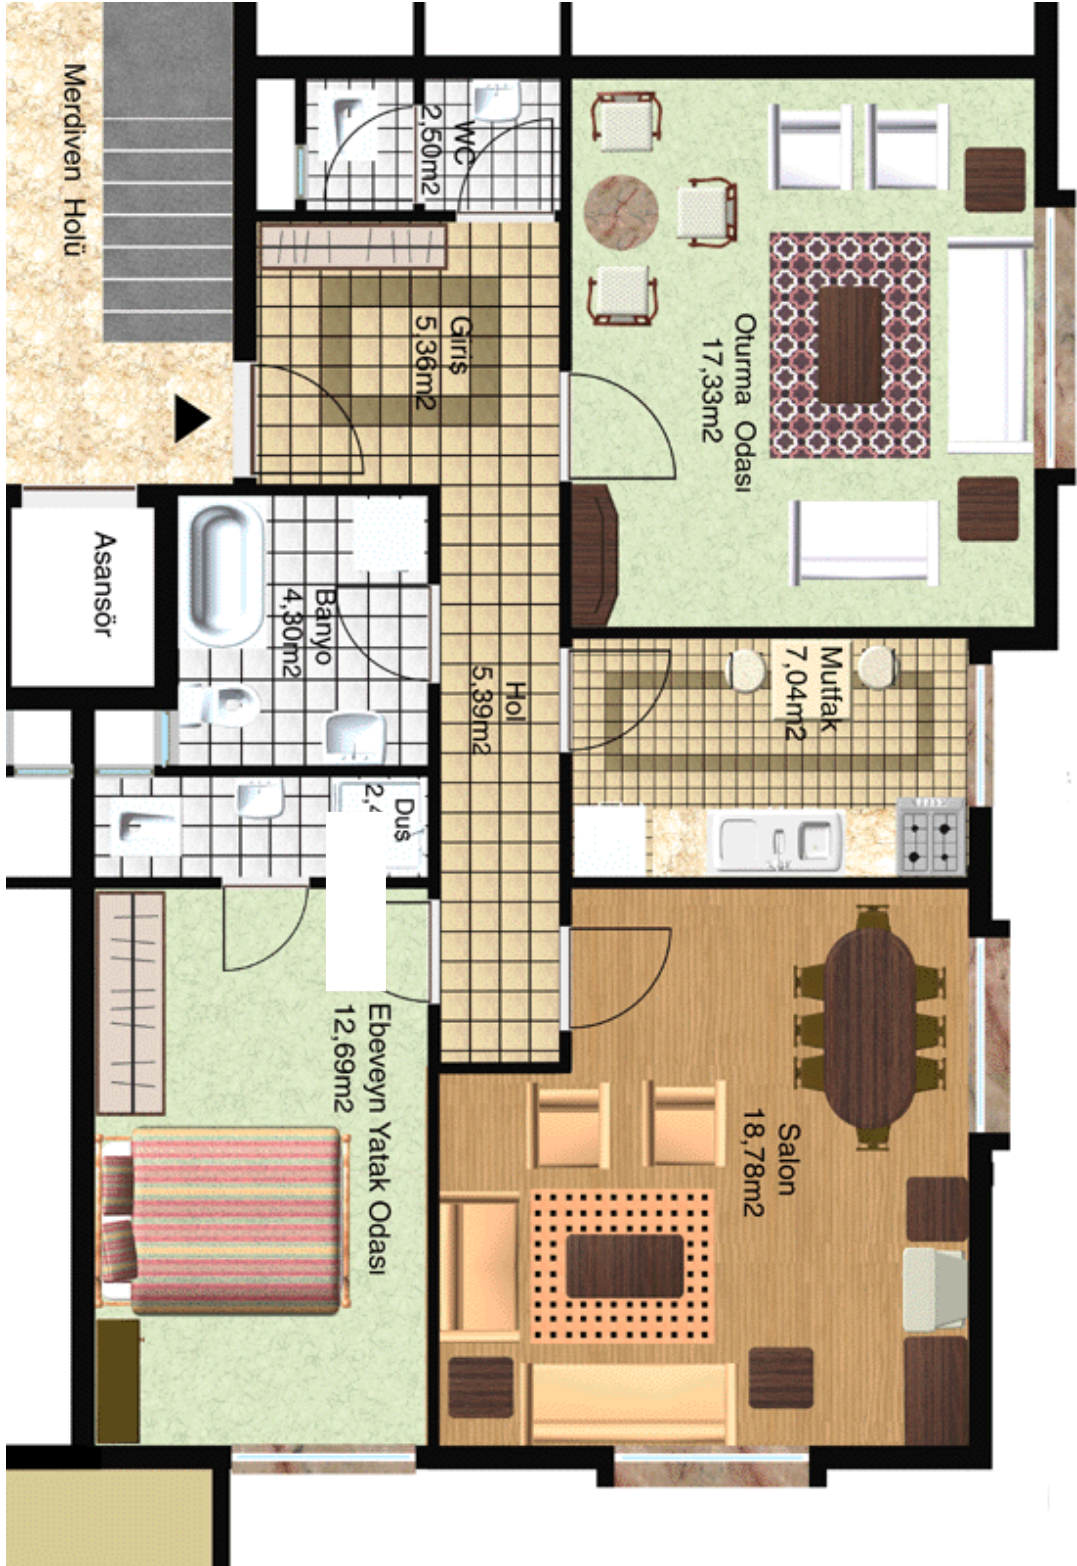 Merdiven Holü
WC
2,50m2
Giriş
5,36m2
Oturma Odası
17,33m2
Asansör
Banyo
4,30m2
Hol
5,39m2
Mutfak
7,04m2
Duş
Ebeveyn Yatak Odası
12,69m2
Salon
18,78m2